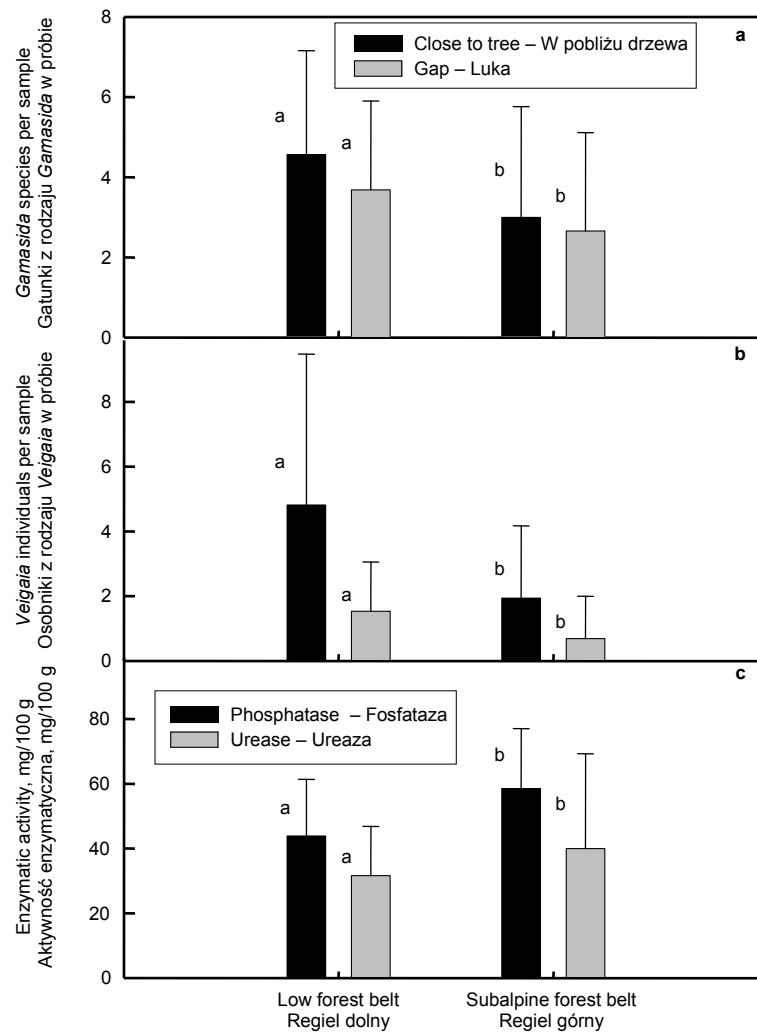 Gamasida species per sample
Gatunki z rodzaju Gamasida w próbie
8
6
4
2
0
a
Close to tree – W pobliżu drzewa
Gap – Luka
a
a
b
b
Veigaia individuals per sample
Osobniki z rodzaju Veigaia w próbie
8
6
4
2
0
b
a
a
b
b
Enzymatic activity, mg/100 g
Aktywność enzymatyczna, mg/100 g
80
60
40
20
0
c
Phosphatase – Fosfataza
Urease – Ureaza
a
a
b
b
Low forest belt
Regiel dolny
Subalpine forest belt
Regiel górny